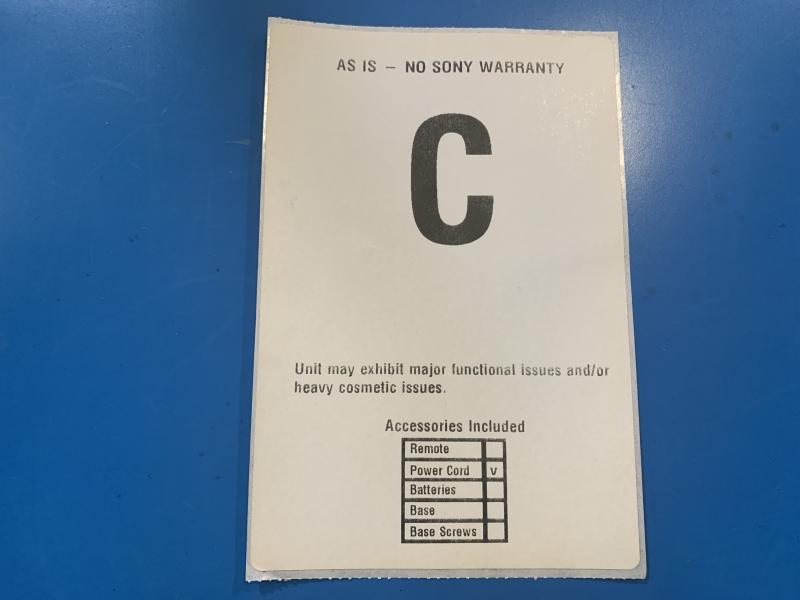 AS IS – NO SONY WARRANTY
C
Unit may exhibit major functional issues and/or
heavy cosmetic issues.
Accessories Included
Remote
Power Cord v
Batteries
Base
Base Screws